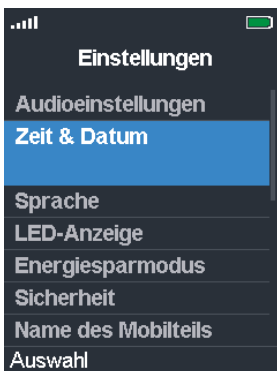 Einstellungen
Audioeinstellungen
Zeit & Datum
Sprache
LED-Anzeige
Energiesparmodus
Sicherheit
Name des Mobilteils
Auswahl